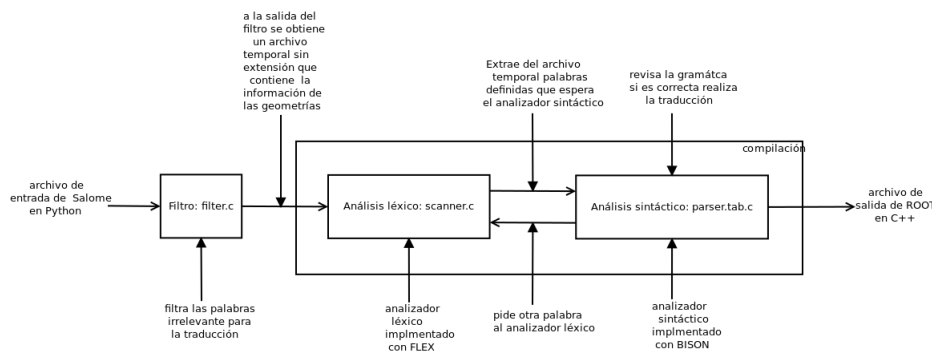 a la salida del
filtro se obtiene
un archivo
temporal sin
extensión que
contiene la
información de
las geometrías
Extrae del archivo
temporal palabras
definidas que espera
el analizador sintáctico
revisa la gramátca
si es correcta realiza
la traducción
compilación
archivo de
entrada de Salome
en Python
Filtro: filter.c
Análisis léxico: scanner.c
Análisis sintáctico: parser.tab.c
archivo de
salida de ROOT
en C++
filtra las palabras
irrelevante para
la traducción
analizador
léxico
implmentado
con FLEX
pide otra palabra
al analizador léxico
analizador
sintáctico
implmentado
con BISON